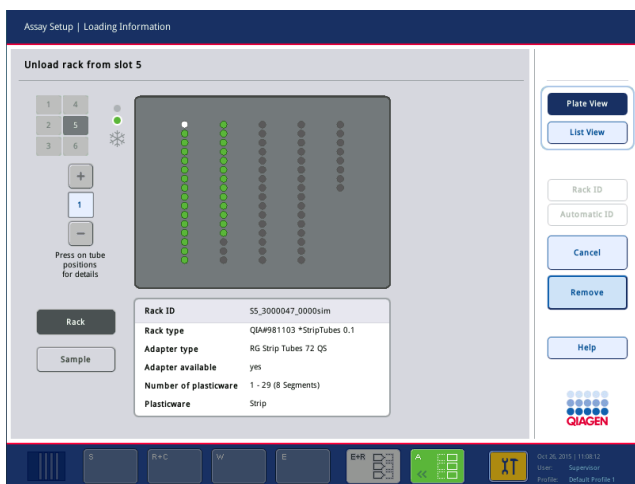 Assay Setup | Loading Information
Unload rack from slot 5
1 4
2 5
3 6
+
1
−
Press on tube
positions
for details
Rack
Sample
Rack ID S5_3000047_0000sim
Rack type QIA#981103 *StripTubes 0.1
Adapter type RG Strip Tubes 72 QS
Adapter available yes
Number of plasticware 1 - 29 (8 Segments)
Plasticware Strip
Plate View
List View
Rack ID
Automatic ID
Cancel
Remove
Help
QIAGEN
S R+C W E E+R A
Oct 26, 2015 | 11:08:12
User: Supervisor
Profile: Default Profile 1